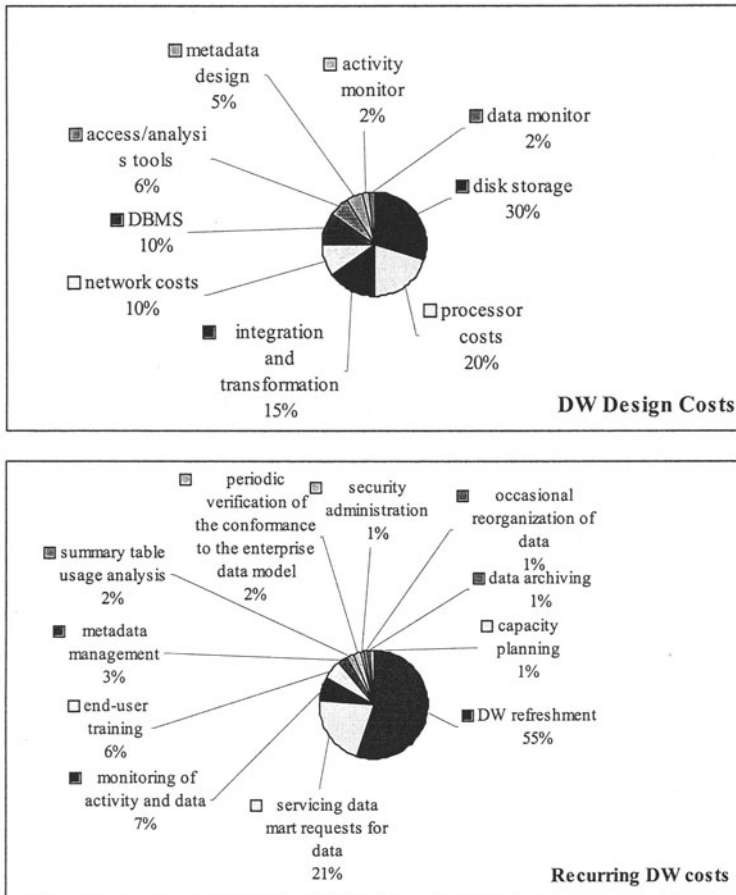 metadata
design
5%
activity
monitor
2%
data monitor
2%
access/analysi
s tools
6%
disk storage
30%
DBMS
10%
network costs
10%
processor
costs
20%
integration
and
transformation
15%
DW Design Costs
periodic
verification of
the conformance
to the enterprise
data model
2%
security
administration
1%
occasional
reorganization of
data
1%
summary table
usage analysis
2%
data archiving
1%
metadata
management
3%
capacity
planning
1%
end-user
training
6%
DW refreshment
55%
monitoring of
activity and data
7%
servicing data
mart requests for
data
21%
Recurring DW costs